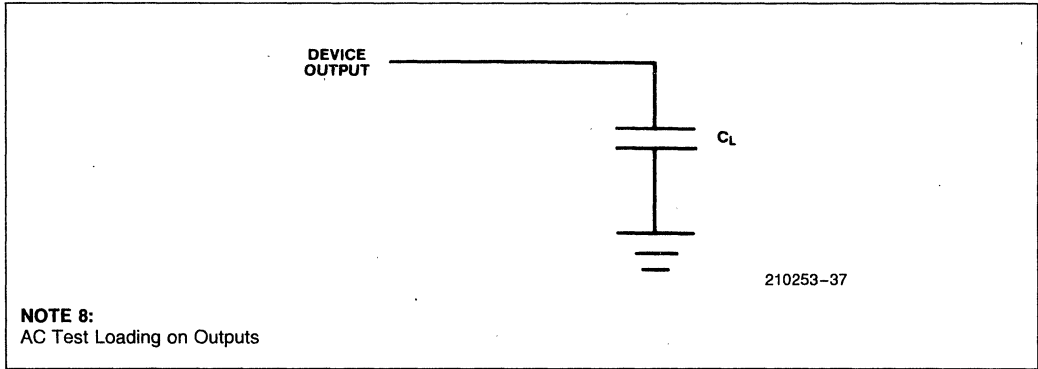 DEVICE
OUTPUT
CL
210253–37
NOTE 8:
AC Test Loading on Outputs